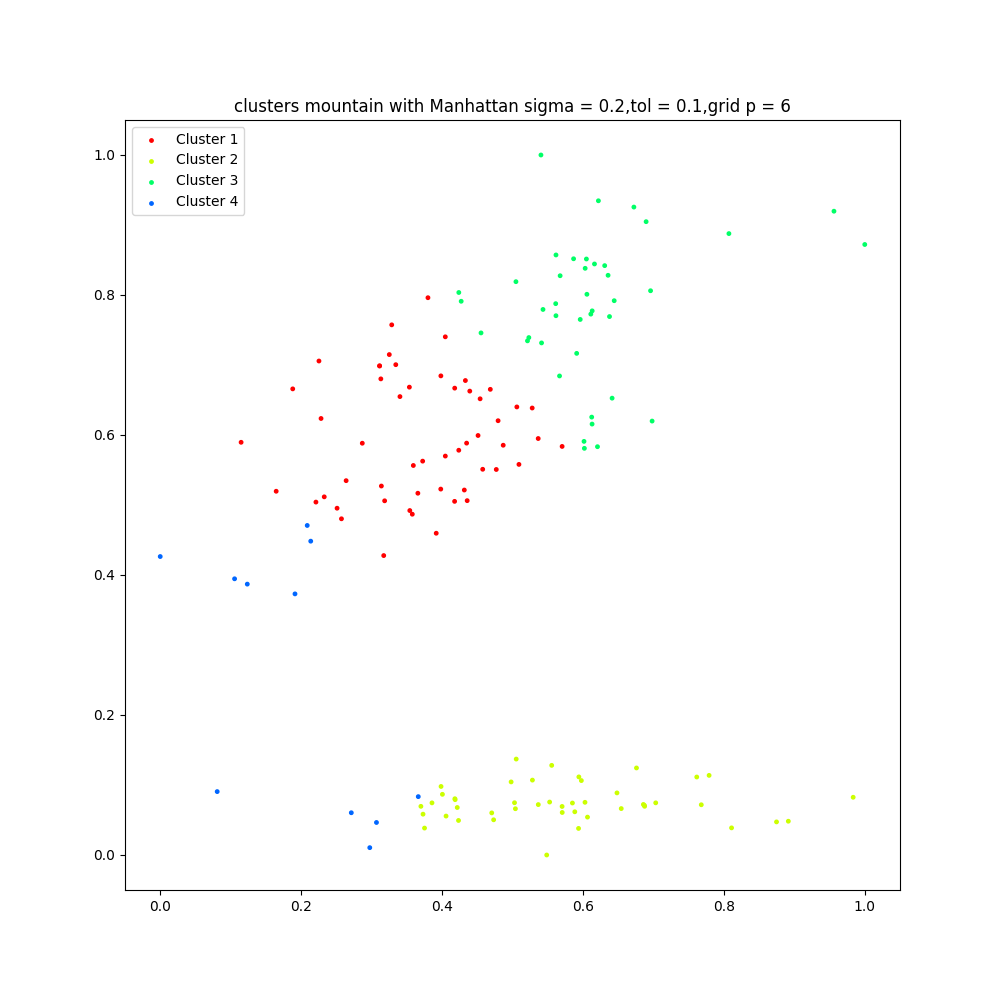 clusters mountain with Manhattan sigma = 0.2,tol = 0.1,grid p = 6
Cluster 1
Cluster 2
Cluster 3
Cluster 4
1.0
0.8
0.6
0.4
0.2
0.0
0.0 0.2 0.4 0.6 0.8 1.0